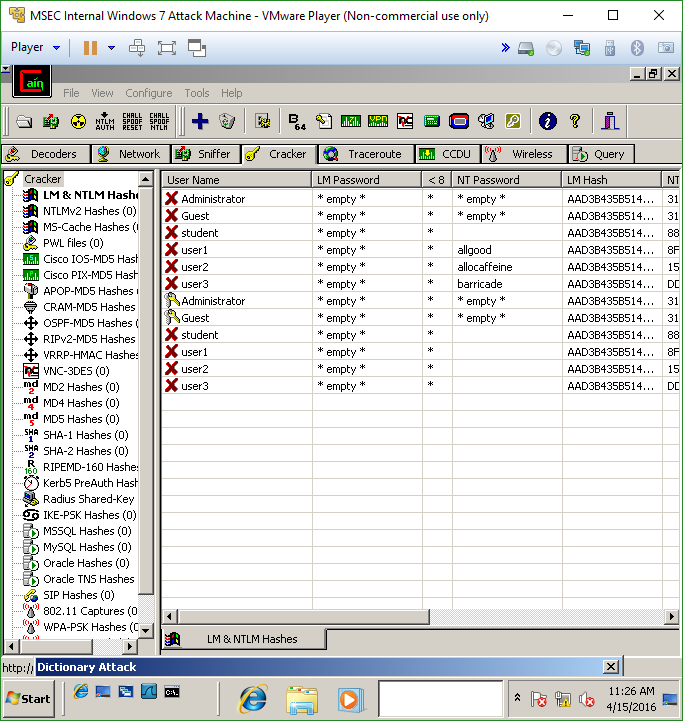 MSEC Internal Windows 7 Attack Machine - VMware Player (Non-commercial use only)
Player
Cain
File View Configure Tools Help
NTLM AUTH CHALL SPOOF RESET CHALL SPOOF NTLM B 64
Decoders Network Sniffer Cracker Traceroute CCDU Wireless Query
Cracker
LM & NTLM Hashe
NTLMv2 Hashes (0)
MS-Cache Hashes (0)
PWL files (0)
Cisco IOS-MD5 Hash
Cisco PIX-MD5 Hash
APOP-MD5 Hashes
CRAM-MD5 Hashes
OSPF-MD5 Hashes
RIPv2-MD5 Hashes
VRRP-HMAC Hashes
VNC-3DES (0)
MD2 Hashes (0)
MD4 Hashes (0)
MD5 Hashes (0)
SHA-1 Hashes (0)
SHA-2 Hashes (0)
RIPEMD-160 Hashes
Kerb5 PreAuth Hash
Radius Shared-Key
IKE-PSK Hashes (0)
MSSQL Hashes (0)
MySQL Hashes (0)
Oracle Hashes (0)
Oracle TNS Hashes
SIP Hashes (0)
802.11 Captures (0
WPA-PSK Hashes
User Name LM Password < 8 NT Password LM Hash NT
Administrator * empty * * * empty * AAD3B435B514... 31
Guest * empty * * * empty * AAD3B435B514... 31
student * empty * * AAD3B435B514... 88
user1 * empty * * allgood AAD3B435B514... 8F
user2 * empty * * allocaffeine AAD3B435B514... 15
user3 * empty * * barricade AAD3B435B514... DD
Administrator * empty * * * empty * AAD3B435B514... 31
Guest * empty * * * empty * AAD3B435B514... 31
student * empty * * AAD3B435B514... 88
user1 * empty * * AAD3B435B514... 8F
user2 * empty * * AAD3B435B514... 15
user3 * empty * * AAD3B435B514... DD
LM & NTLM Hashes
http:/ Dictionary Attack
Start
11:26 AM
4/15/2016